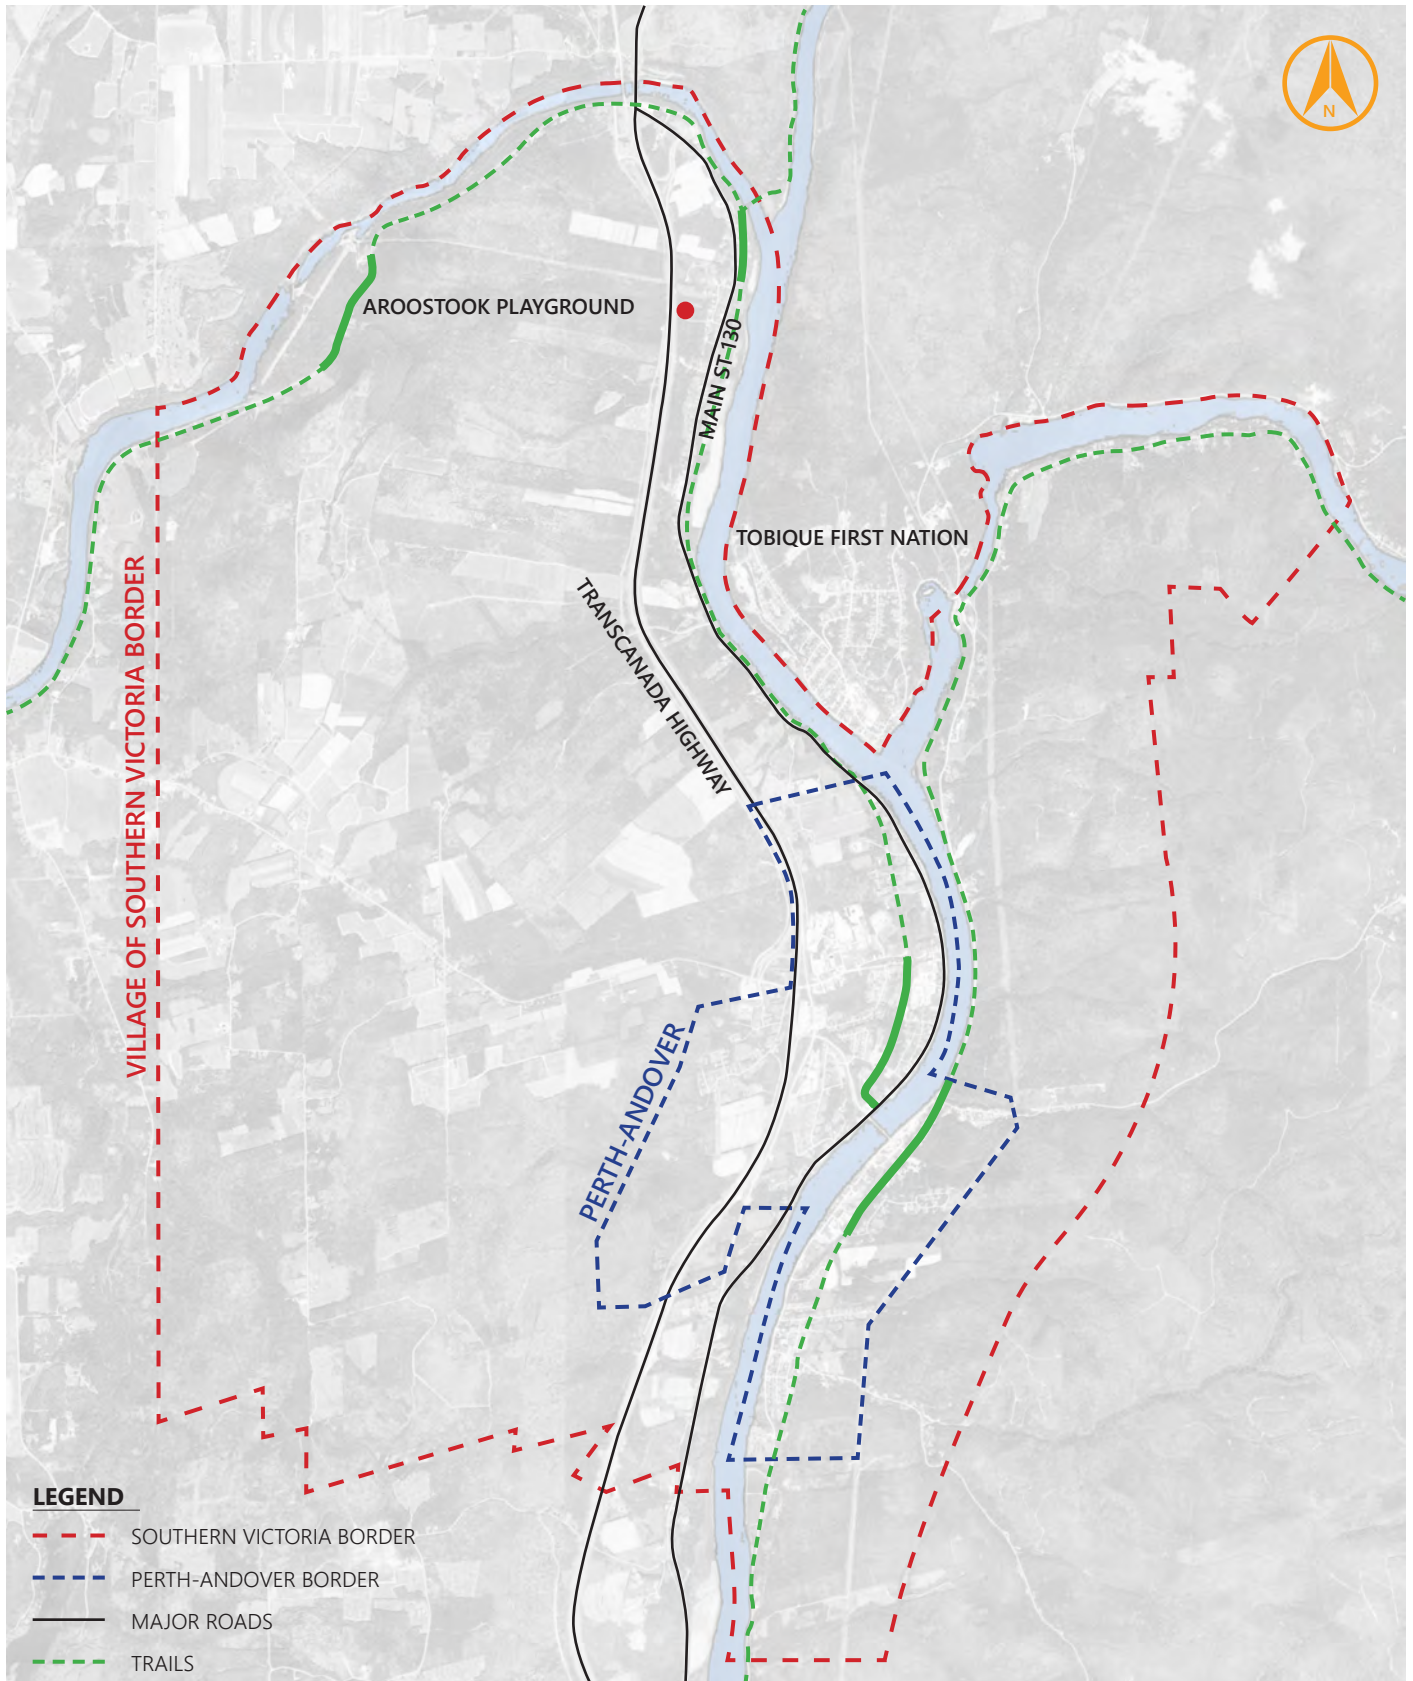 N
AROOSTOOK PLAYGROUND
MAIN ST-130
TOBIQUE FIRST NATION
TRANSCANADA HIGHWAY
VILLAGE OF SOUTHERN VICTORIA BORDER
PERTH-ANDOVER
LEGEND
SOUTHERN VICTORIA BORDER
PERTH-ANDOVER BORDER
MAJOR ROADS
TRAILS